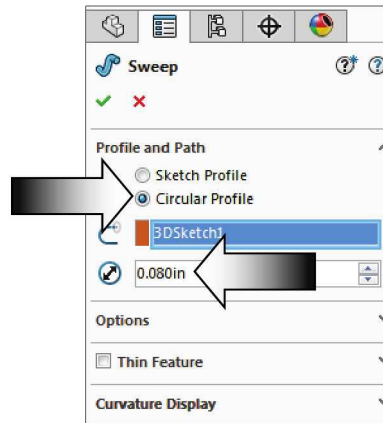 Sweep
Profile and Path
Sketch Profile
Circular Profile
3DSketch1
0.080in
Options
Thin Feature
Curvature Display